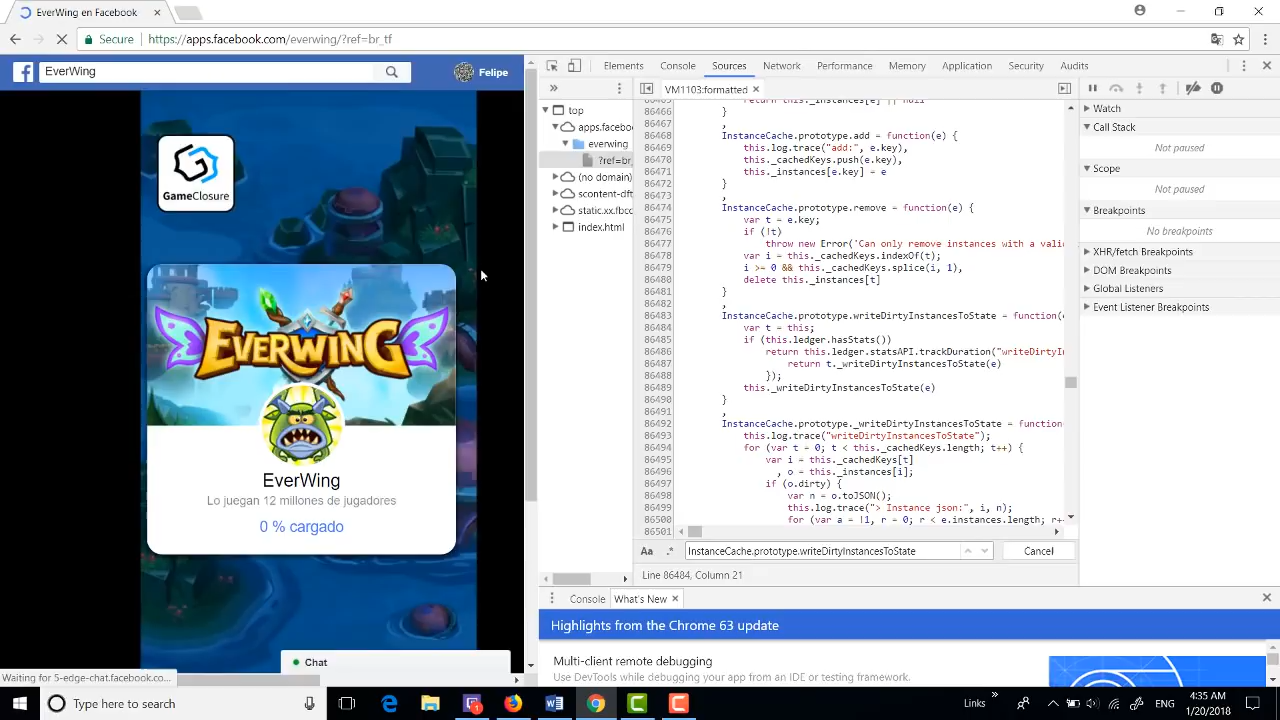 EverWing en Facebook
Secure https://apps.facebook.com/everwing/?ref=br_tf
EverWing
Felipe
GameClosure
EVERWING
EverWing
Lo juegan 12 millones de jugadores
0 % cargado
Chat
Waiting for 5-edge-chat.facebook.co...
Elements Console Sources Network Performance Memory Application Security Audits
VM1103:formatted
top
apps.faceboo
everwing
?ref=br_
(no domain)
scontent-dft
static.xx.fbcc
index.html
86466 }
86467 ,
86468 InstanceCache.prototype.add = function(e) {
86469 this.log.trace("add:", e.key),
86470 this._cachedKeys.push(e.key),
86471 this._instances[e.key] = e
86472 }
86473 ,
86474 InstanceCache.prototype.remove = function(e) {
86475 var t = e.key;
86476 if (!t)
86477 throw new Error('Can only remove instances with a vali
86478 var i = this._cachedKeys.indexOf(t);
86479 i >= 0 && this._cachedKeys.splice(i, 1),
86480 delete this._instances[t]
86481 }
86482 ,
86483 InstanceCache.prototype.writeDirtyInstancesToState = function(
86484 var t = this;
86485 if (this.ledger.hasStats())
86486 return this.ledger.statsAPI.trackDuration("writeDirtyI
86487 return t._writeDirtyInstancesToState(e)
86488 });
86489 this._writeDirtyInstancesToState(e)
86490 }
86491 ,
86492 InstanceCache.prototype._writeDirtyInstancesToState = function
86493 this.log.trace("writeDirtyInstancesToState");
86494 for (var t = 0; t < this._cachedKeys.length; t++) {
86495 var i = this._cachedKeys[t]
86496 , o = this._instances[i];
86497 if (o.dirty) {
86498 var n = o.toJSON();
86499 this.log.trace("> Instance json:", i, n);
86500 for (var a = !1, r = 0; r < e.instances.length; r+
86501
Aa .* InstanceCache.prototype.writeDirtyInstancesToState Cancel
Line 86484, Column 21
Watch
Call Stack
Not paused
Scope
Not paused
Breakpoints
No breakpoints
XHR/fetch Breakpoints
DOM Breakpoints
Global Listeners
Event Listener Breakpoints
Console What's New
Highlights from the Chrome 63 update
Multi-client remote debugging
Use DevTools while debugging your app from an IDE or testing framework.
Type here to search
Links
4:35 AM
1/20/2018